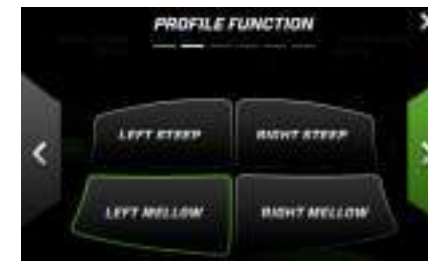 PROFILE FUNCTION
LEFT STEEP
RIGHT STEEP
LEFT MELLOW
RIGHT MELLOW